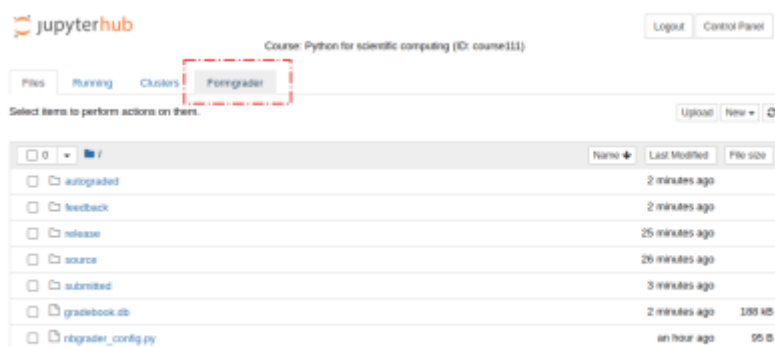 jupyterhub
Logout Control Panel
Course: Python for scientific computing (ID: course111)
Files Running Clusters Formgrader
Select items to perform actions on them.
Upload New
0 /
Name Last Modified File size
autograded 2 minutes ago
feedback 2 minutes ago
release 25 minutes ago
source 26 minutes ago
submitted 3 minutes ago
gradebook.db 2 minutes ago 188 kB
nbgrader_config.py an hour ago 95 B